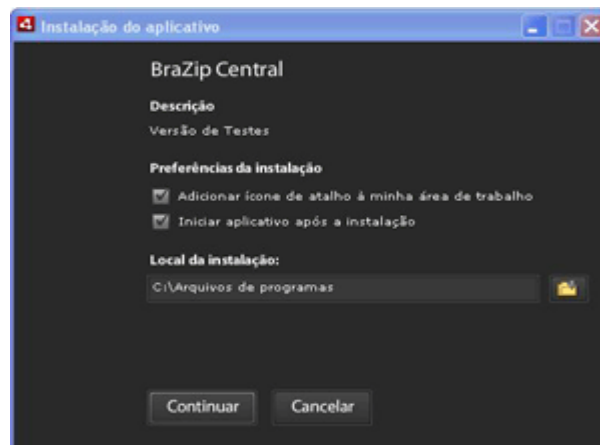 Instalação do aplicativo
BraZip Central
Descrição
Versão de Testes
Preferências da instalação
Adicionar ícone de atalho à minha área de trabalho
Iniciar aplicativo após a instalação
Local da instalação:
C:\Arquivos de programas
Continuar
Cancelar